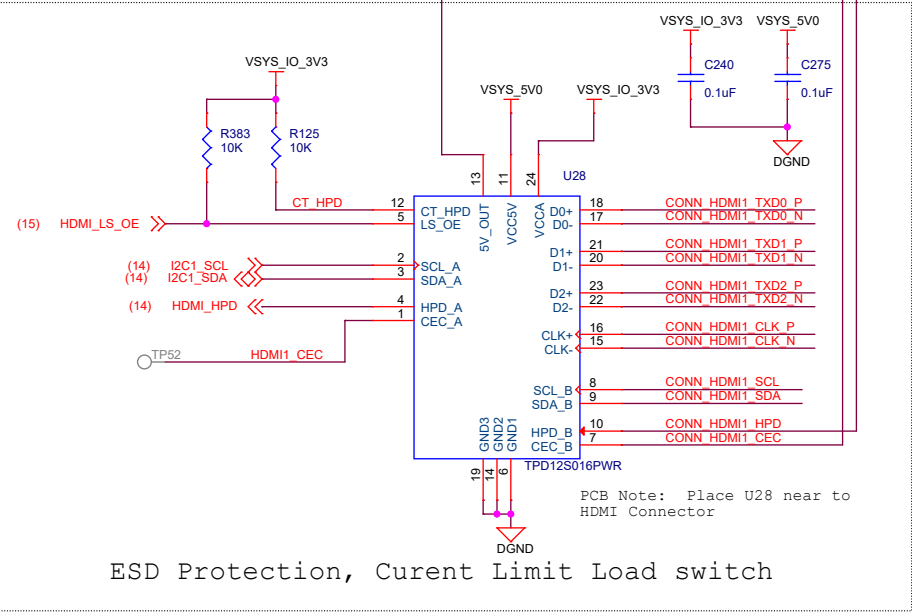 VSYS_IO_3V3
VSYS_5V0
C240
0.1uF
C275
0.1uF
DGND
VSYS_IO_3V3
R383
10K
R125
10K
VSYS_5V0
VSYS_IO_3V3
13
11
24
U28
CT_HPD
12
5
CT_HPD
LS_OE
5V_OUT
VCC5V
VCCA
(15) HDMI_LS_OE
D0+
D0-
18
17
CONN_HDMI1_TXD0_P
CONN_HDMI1_TXD0_N
D1+
D1-
21
20
CONN_HDMI1_TXD1_P
CONN_HDMI1_TXD1_N
(14) I2C1_SCL
(14) I2C1_SDA
2
3
SCL_A
SDA_A
D2+
D2-
23
22
CONN_HDMI1_TXD2_P
CONN_HDMI1_TXD2_N
(14) HDMI_HPD
4
1
HPD_A
CEC_A
CLK+
CLK-
16
15
CONN_HDMI1_CLK_P
CONN_HDMI1_CLK_N
TP52
HDMI1_CEC
SCL_B
SDA_B
8
9
CONN_HDMI1_SCL
CONN_HDMI1_SDA
HPD_B
CEC_B
10
7
CONN_HDMI1_HPD
CONN_HDMI1_CEC
GND3
GND2
GND1
19
14
6
TPD12S016PWR
PCB Note: Place U28 near to
HDMI Connector
DGND
ESD Protection, Curent Limit Load switch